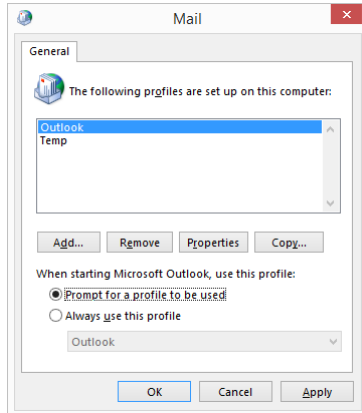 Mail
General
The following profiles are set up on this computer:
Outlook
Temp
Add... Remove Properties Copy...
When starting Microsoft Outlook, use this profile:
Prompt for a profile to be used
Always use this profile
Outlook
OK Cancel Apply